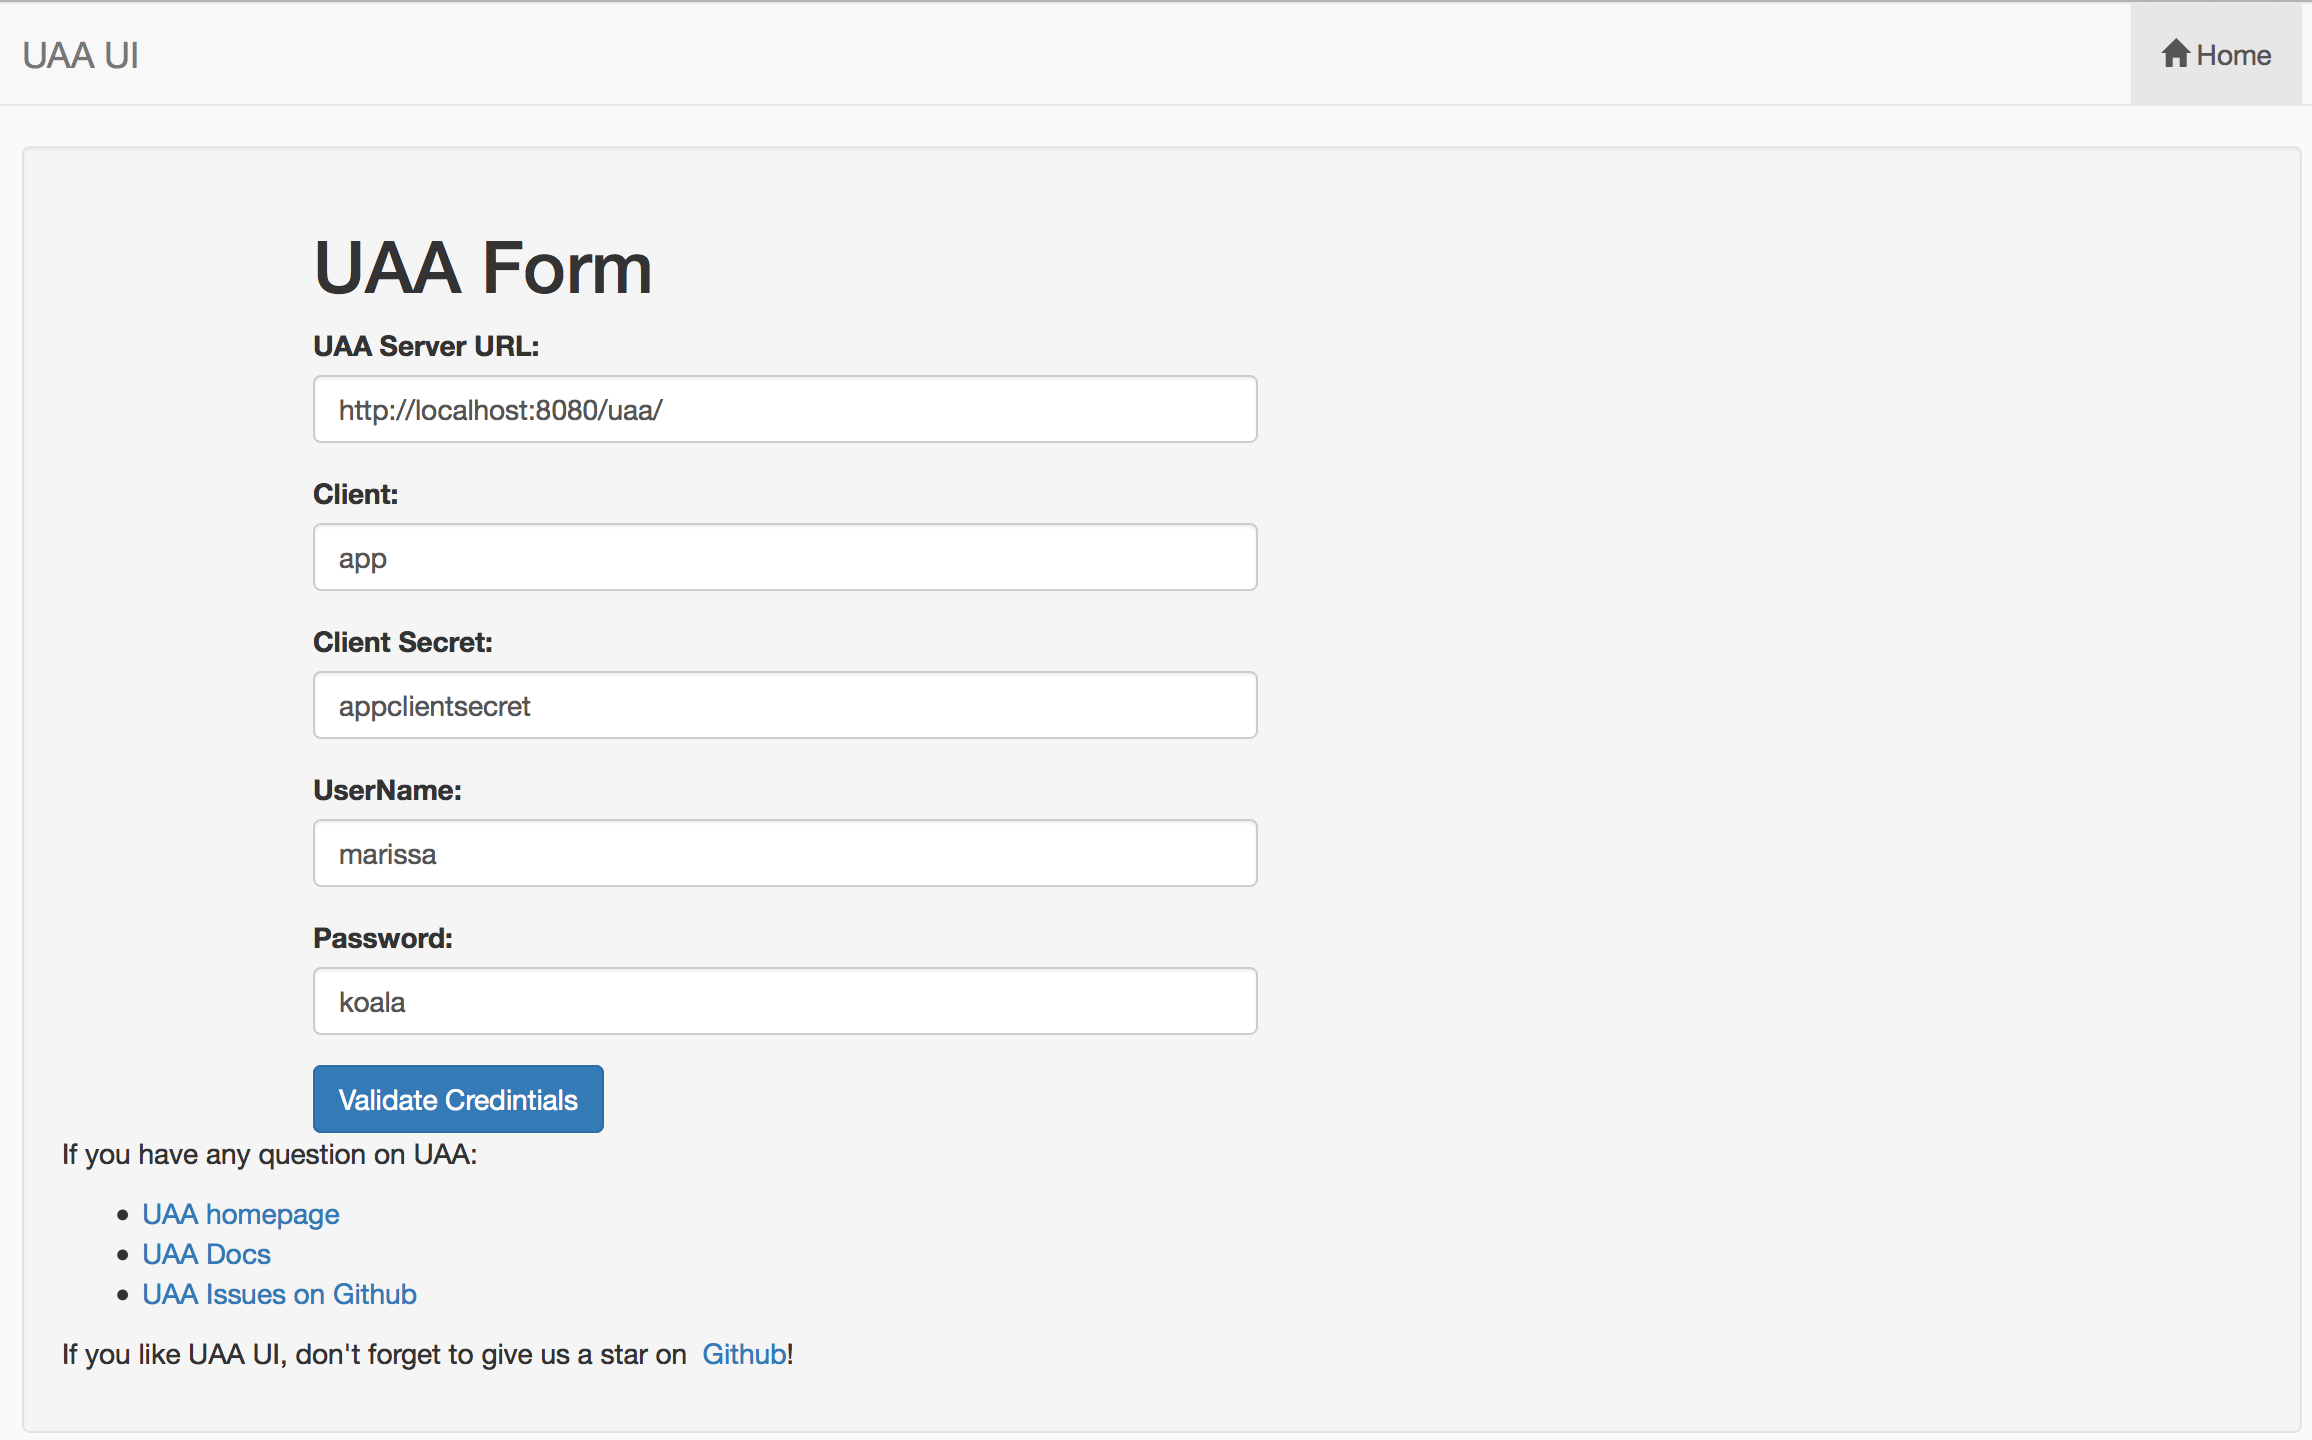 UAA UI
Home
UAA Form
UAA Server URL:
http://localhost:8080/uaa/
Client:
app
Client Secret:
appclientsecret
UserName:
marissa
Password:
koala
Validate Credintials
If you have any question on UAA:
UAA homepage
UAA Docs
UAA Issues on Github
If you like UAA UI, don't forget to give us a star on Github!